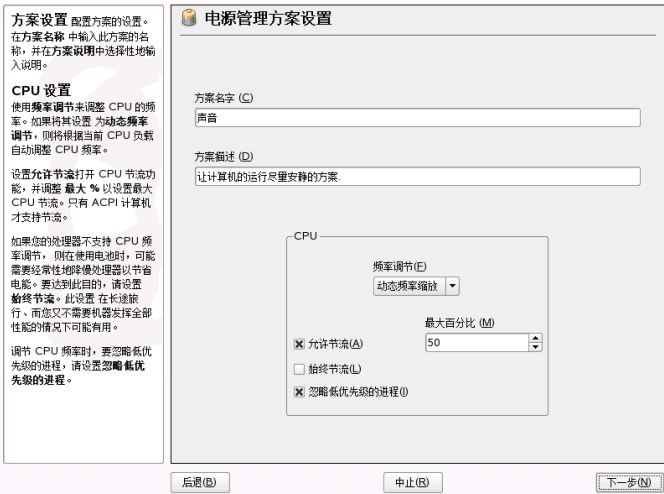 方案设置 配置方案的设置。
在方案名称 中输入此方案的名
称，并在方案说明中选择性地输
入说明。
CPU 设置
使用频率调节来调整 CPU 的频
率。如果将其设置 为动态频率
调节，则将根据当前 CPU 负载
自动调整 CPU 频率。
设置允许节流打开 CPU 节流功
能，并调整 最大 % 以设置最大
CPU 节流。只有 ACPI 计算机
才支持节流。
如果您的处理器不支持 CPU 频
率调节， 则在使用电池时，可能
需要经常性地降慢处理器以节省
电能。要达到此目的，请设置
始终节流。此设置 在长途旅
行、而您又不需要机器发挥全部
性能的情况下可能有用。
调节 CPU 频率时，要忽略低优
先级的进程，请设置忽略低优
先级的进程。
电源管理方案设置
方案名字 (C)
声音
方案描述 (D)
让计算机的运行尽量安静的方案.
CPU
频率调节(F)
动态频率缩放
最大百分比 (M)
允许节流(A)
50
始终节流(L)
忽略低优先级的进程(I)
后退(B)
中止(R)
下一步(N)